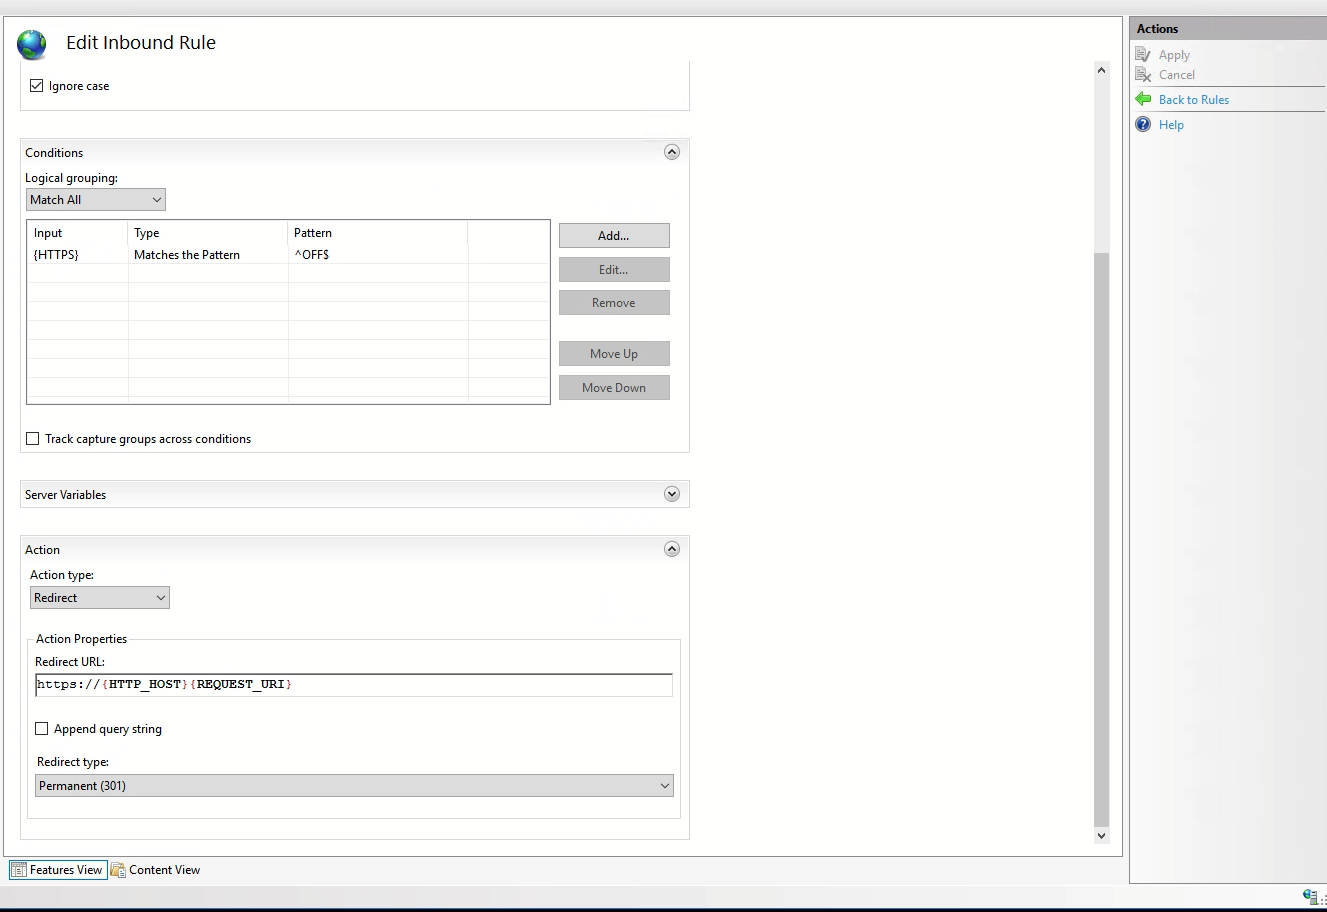 Edit Inbound Rule
Ignore case
Conditions
Logical grouping:
Match All
Input Type Pattern
{HTTPS} Matches the Pattern ^OFF$
Add...
Edit...
Remove
Move Up
Move Down
Track capture groups across conditions
Server Variables
Action
Action type:
Redirect
Action Properties
Redirect URL:
https://{HTTP_HOST}{REQUEST_URI}
Append query string
Redirect type:
Permanent (301)
Features View Content View
Actions
Apply
Cancel
Back to Rules
Help